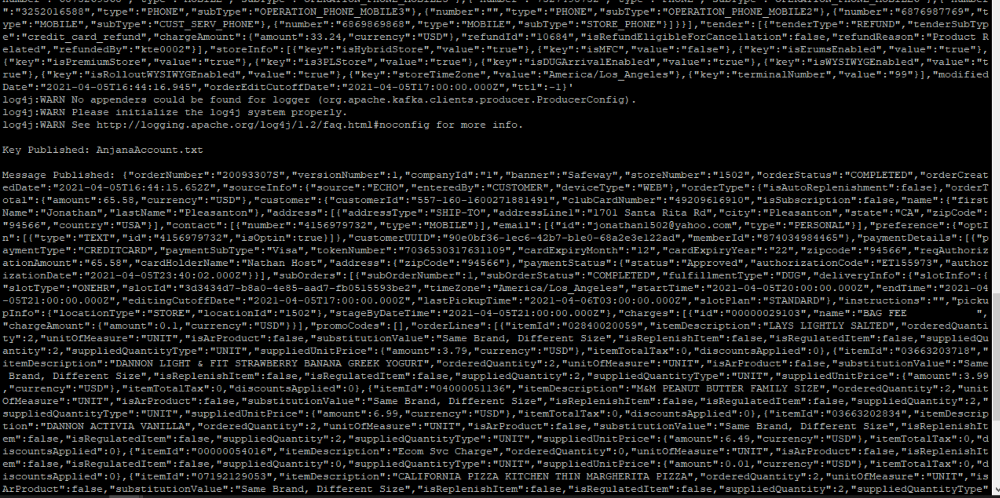 ":"3252016588","type":"PHONE","subType":"OPERATION_PHONE_MOBILE3"},{"number":"","type":"PHONE","subType":"OPERATION_PHONE_MOBILE2"},{"number":"6876987769","t
ype":"MOBILE","subType":"CUST_SERV_PHONE"},{"number":"6869869868","type":"MOBILE","subType":"STORE_PHONE"}]}}],"tender":[{"tenderType":"REFUND","tenderSubTyp
e":"credit_card_refund","chargeAmount":{"amount":33.24,"currency":"USD"},"refundId":"10684","isRefundEligibleForCancellation":false,"refundReason":"Product R
elated","refundedBy":"kte0002"}],"storeInfo":[{"key":"isHybridStore","value":"true"},{"key":"isMFC","value":"false"},{"key":"isErumsEnabled","value":"true"},
{"key":"isPremiumStore","value":"true"},{"key":"is3PLStore","value":"true"},{"key":"isDUGArrivalEnabled","value":"true"},{"key":"isWYSIWYGEnabled","value":"t
rue"},{"key":"isRolloutWYSIWYGEnabled","value":"true"},{"key":"storeTimeZone","value":"America/Los_Angeles"},{"key":"terminalNumber","value":"99"}],"modified
Date":"2021-04-05T16:44:16.945","orderEditCutoffDate":"2021-04-05T17:00:00.000Z","ttl":-1}'
log4j:WARN No appenders could be found for logger (org.apache.kafka.clients.producer.ProducerConfig).
log4j:WARN Please initialize the log4j system properly.
log4j:WARN See http://logging.apache.org/log4j/1.2/faq.html#noconfig for more info.
Key Published: AnjanaAccount.txt
Message Published: {"orderNumber":"20093307S","versionNumber":1,"companyId":"1","banner":"Safeway","storeNumber":"1502","orderStatus":"COMPLETED","orderCreat
edDate":"2021-04-05T16:44:15.652Z","sourceInfo":{"source":"ECHO","enteredBy":"CUSTOMER","deviceType":"WEB"},"orderType":{"isAutoReplenishment":false},"orderT
otal":{"amount":65.58,"currency":"USD"},"customer":{"customerId":"557-160-1600271881491","clubCardNumber":"49209616910","isSubscription":false,"name":{"first
Name":"Jonathan","lastName":"Pleasanton"},"address":[{"addressType":"SHIP-TO","addressLine1":"1701 Santa Rita Rd","city":"Pleasanton","state":"CA","zipCode":
"94566","country":"USA"}],"contact":[{"number":"4156979732","type":"MOBILE"}],"email":[{"id":"jonathan1502@yahoo.com","type":"PERSONAL"}],"preference":{"optI
n":[{"type":"TEXT","id":"4156979732","isOptin":true}]},"customerUUID":"90e0bf36-1ec6-42b7-b1e0-68a2e3e122ad","memberId":"874034984465"},"paymentDetails":[{"p
aymentType":"CREDITCARD","paymentSubType":"Visa","tokenNumber":"7036530317631109","cardExpiryMonth":"12","cardExpiryYear":"22","zipcode":"94566","reqAuthoriz
ationAmount":"65.58","cardHolderName":"Nathan Host","address":{"zipCode":"94566"},"paymentStatus":{"status":"Approved","authorizationCode":"ET155973","author
izationDate":"2021-04-05T23:40:02.000Z"}}],"subOrders":[{"subOrderNumber":1,"subOrderStatus":"COMPLETED","fulfillmentType":"DUG","deliveryInfo":{"slotInfo":{
"slotType":"ONEHR","slotId":"3d3434d7-b8a0-4e85-aad7-fb0515593be2","timeZone":"America/Los_Angeles","startTime":"2021-04-05T20:00:00.000Z","endTime":"2021-04
-05T21:00:00.000Z","editingCutoffDate":"2021-04-05T17:00:00.000Z","lastPickupTime":"2021-04-06T03:00:00.000Z","slotPlan":"STANDARD"},"instructions":"","picku
pInfo":{"locationType":"STORE","locationId":"1502"},"stageByDateTime":"2021-04-05T21:00:00.000Z"},"charges":[{"id":"00000029103","name":"BAG FEE           ",
"chargeAmount":{"amount":0.1,"currency":"USD"}}],"promoCodes":[],"orderLines":[{"itemId":"02840020059","itemDescription":"LAYS LIGHTLY SALTED","orderedQuanti
ty":2,"unitOfMeasure":"UNIT","isArProduct":false,"substitutionValue":"Same Brand, Different Size","isReplenishItem":false,"isRegulatedItem":false,"suppliedQu
antity":2,"suppliedQuantityType":"UNIT","suppliedUnitPrice":{"amount":3.79,"currency":"USD"},"itemTotalTax":0,"discountsApplied":0},{"itemId":"03663203718","
itemDescription":"DANNON LIGHT & FIT STRAWBERRY BANANA GREEK YOGURT","orderedQuantity":2,"unitOfMeasure":"UNIT","isArProduct":false,"substitutionValue":"Same
 Brand, Different Size","isReplenishItem":false,"isRegulatedItem":false,"suppliedQuantity":2,"suppliedQuantityType":"UNIT","suppliedUnitPrice":{"amount":3.99
,"currency":"USD"},"itemTotalTax":0,"discountsApplied":0},{"itemId":"04000051136","itemDescription":"M&M PEANUT BUTTER FAMILY SIZE","orderedQuantity":2,"unit
OfMeasure":"UNIT","isArProduct":false,"substitutionValue":"Same Brand, Different Size","isReplenishItem":false,"isRegulatedItem":false,"suppliedQuantity":2,"
suppliedQuantityType":"UNIT","suppliedUnitPrice":{"amount":6.99,"currency":"USD"},"itemTotalTax":0,"discountsApplied":0},{"itemId":"03663202834","itemDescrip
tion":"DANNON ACTIVIA VANILLA","orderedQuantity":2,"unitOfMeasure":"UNIT","isArProduct":false,"substitutionValue":"Same Brand, Different Size","isReplenishIt
em":false,"isRegulatedItem":false,"suppliedQuantity":2,"suppliedQuantityType":"UNIT","suppliedUnitPrice":{"amount":6.49,"currency":"USD"},"itemTotalTax":0,"d
iscountsApplied":0},{"itemId":"00000054016","itemDescription":"Ecom Svc Charge","orderedQuantity":0,"unitOfMeasure":"UNIT","isArProduct":false,"isReplenishIt
em":false,"isRegulatedItem":false,"suppliedQuantity":0,"suppliedQuantityType":"UNIT","suppliedUnitPrice":{"amount":0.01,"currency":"USD"},"itemTotalTax":0,"d
iscountsApplied":0},{"itemId":"07192129053","itemDescription":"CALIFORNIA PIZZA KITCHEN THIN MARGHERITA PIZZA","orderedQuantity":2,"unitOfMeasure":"UNIT","is
ArProduct":false,"substitutionValue":"Same Brand, Different Size","isReplenishItem":false,"isRegulatedItem":false,"suppliedQuantity":2,"suppliedQuantityType"